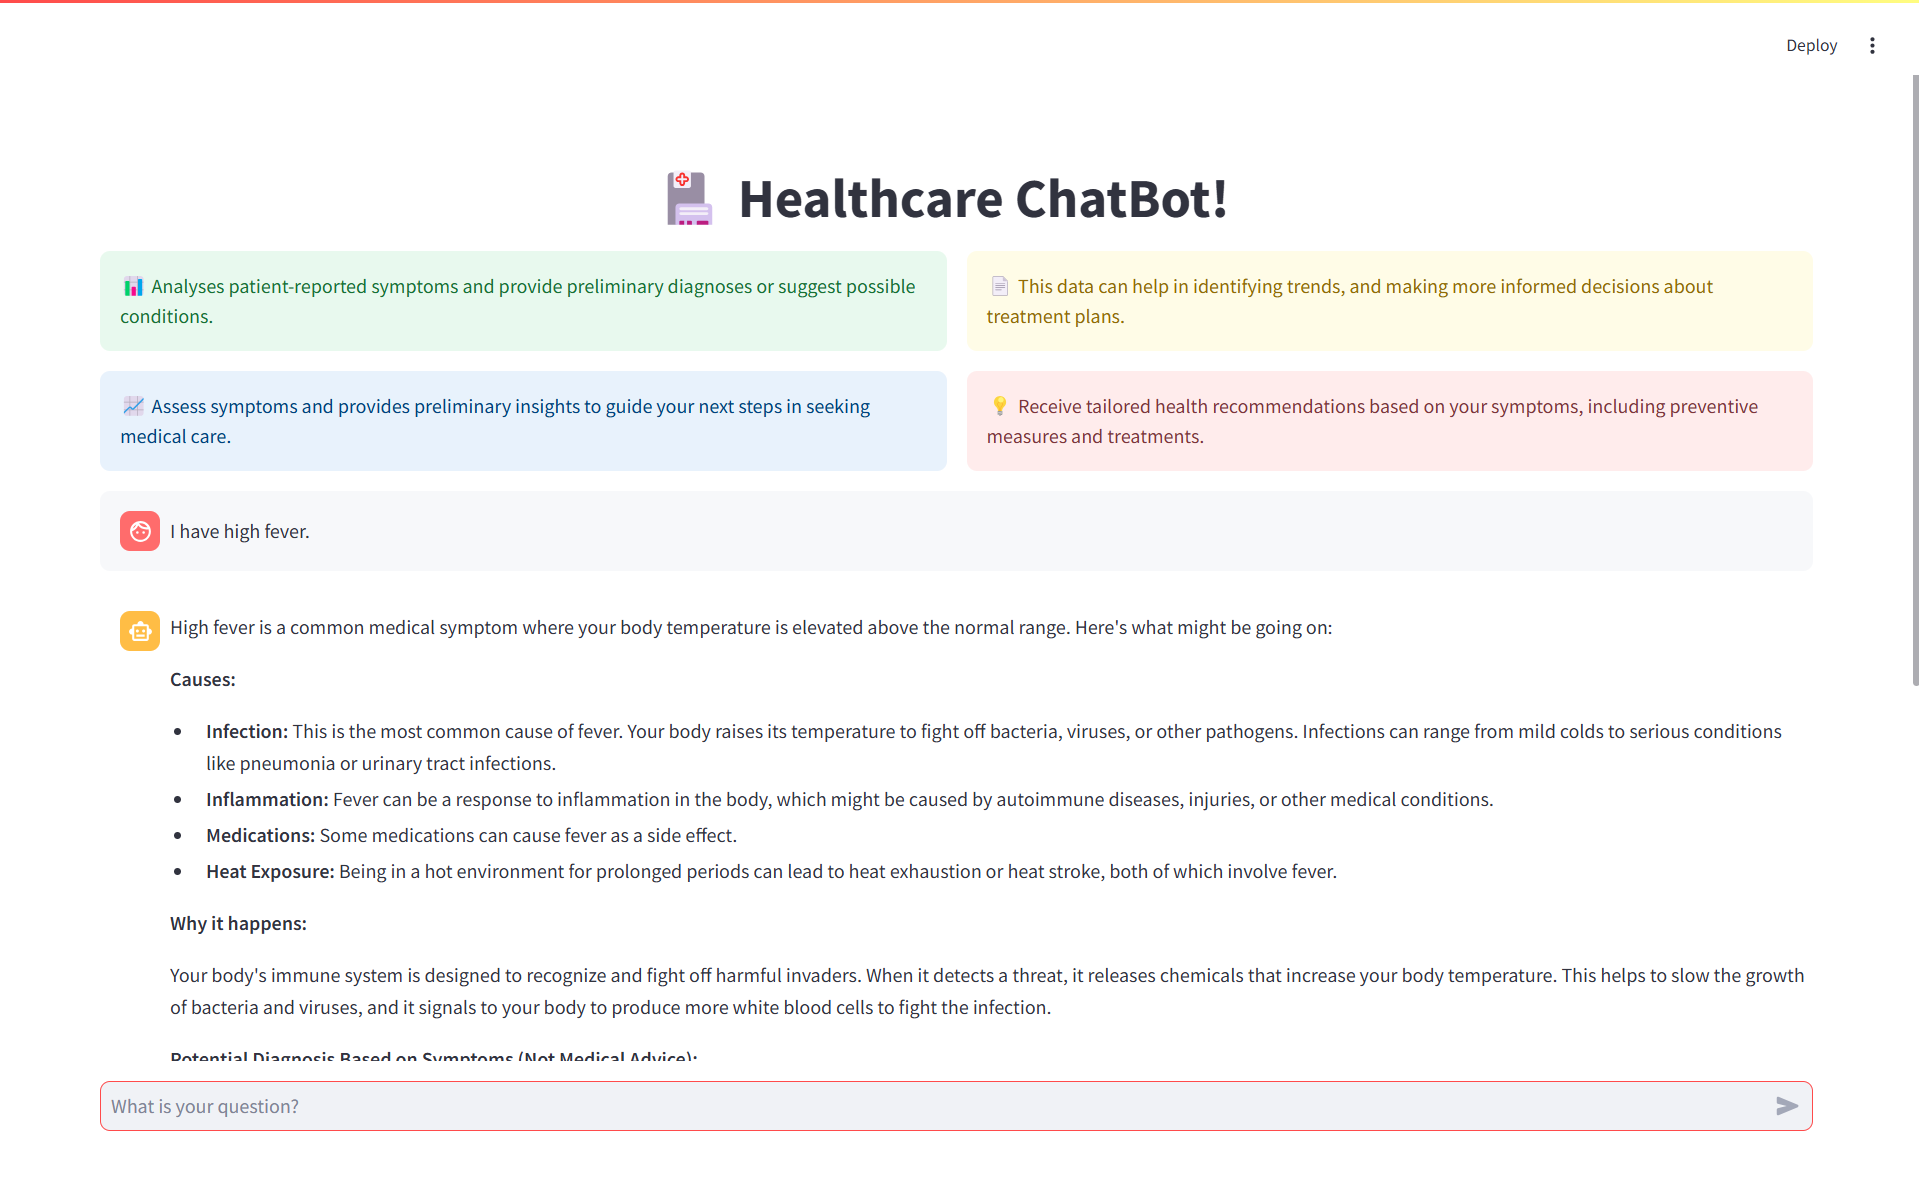 Deploy
Healthcare ChatBot!
Analyses patient-reported symptoms and provide preliminary diagnoses or suggest possible
conditions.
This data can help in identifying trends, and making more informed decisions about
treatment plans.
Assess symptoms and provides preliminary insights to guide your next steps in seeking
medical care.
Receive tailored health recommendations based on your symptoms, including preventive
measures and treatments.
I have high fever.
High fever is a common medical symptom where your body temperature is elevated above the normal range. Here's what might be going on:
Causes:
Infection: This is the most common cause of fever. Your body raises its temperature to fight off bacteria, viruses, or other pathogens. Infections can range from mild colds to serious conditions
like pneumonia or urinary tract infections.
Inflammation: Fever can be a response to inflammation in the body, which might be caused by autoimmune diseases, injuries, or other medical conditions.
Medications: Some medications can cause fever as a side effect.
Heat Exposure: Being in a hot environment for prolonged periods can lead to heat exhaustion or heat stroke, both of which involve fever.
Why it happens:
Your body's immune system is designed to recognize and fight off harmful invaders. When it detects a threat, it releases chemicals that increase your body temperature. This helps to slow the growth
of bacteria and viruses, and it signals to your body to produce more white blood cells to fight the infection.
Potential Diagnosis Based on Symptoms (Not Medical Advice):
What is your question?